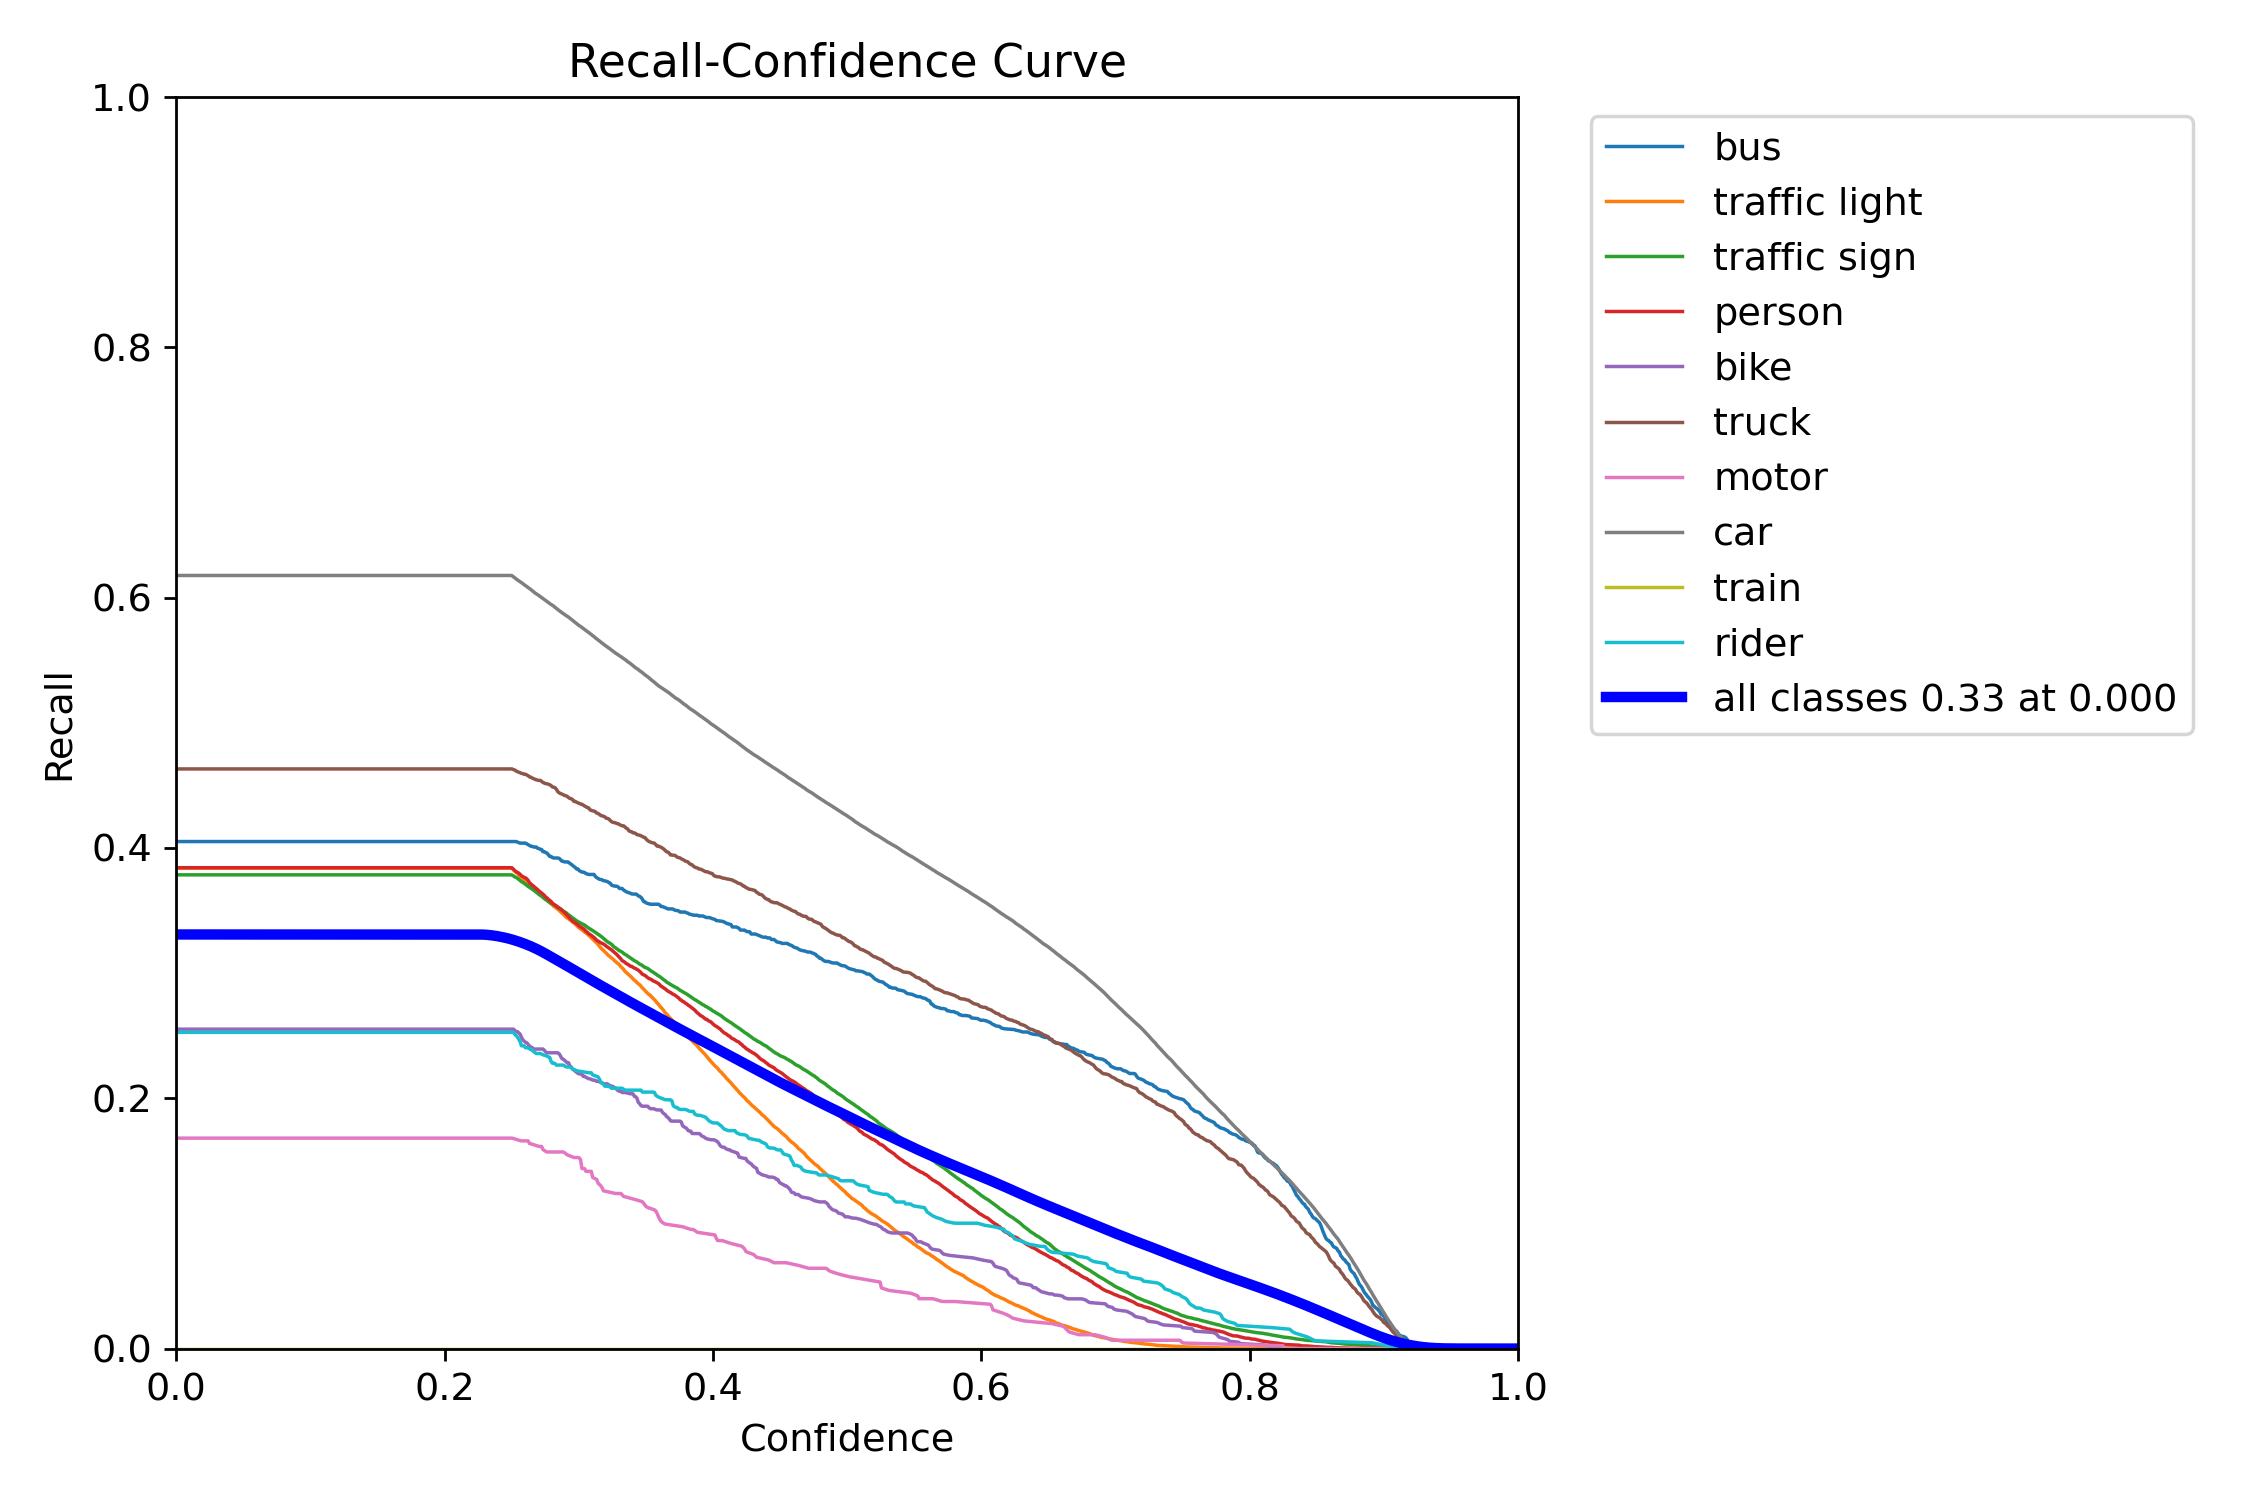 Recall-Confidence Curve
1.0
0.8
0.6
0.4
0.2
0.0
Recall
0.0 0.2 0.4 0.6 0.8 1.0
Confidence
bus
traffic light
traffic sign
person
bike
truck
motor
car
train
rider
all classes 0.33 at 0.000